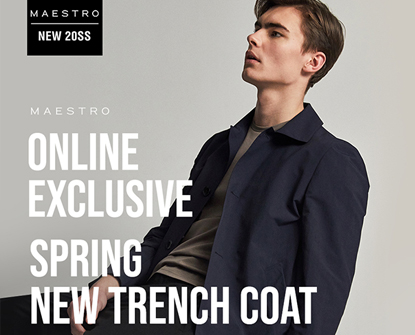 MAESTRO
NEW 20SS
MAESTRO
ONLINE
EXCLUSIVE
SPRING
NEW TRENCH COAT